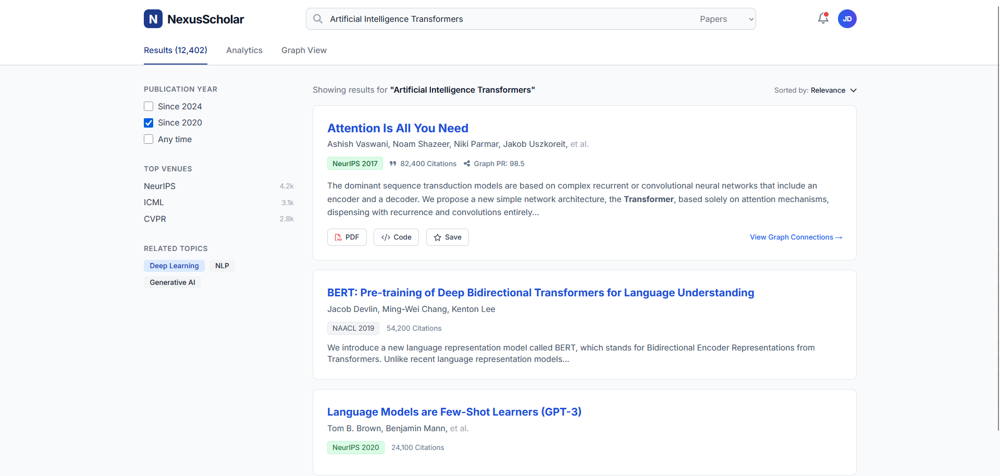 N NexusScholar
Artificial Intelligence Transformers Papers
JD
Results (12,402) Analytics Graph View
PUBLICATION YEAR
Since 2024
Since 2020
Any time
TOP VENUES
NeurIPS 4.2k
ICML 3.1k
CVPR 2.8k
RELATED TOPICS
Deep Learning NLP
Generative AI
Showing results for "Artificial Intelligence Transformers"
Sorted by: Relevance
Attention Is All You Need
Ashish Vaswani, Noam Shazeer, Niki Parmar, Jakob Uszkoreit, et al.
NeurIPS 2017 82,400 Citations Graph PR: 98.5
The dominant sequence transduction models are based on complex recurrent or convolutional neural networks that include an
encoder and a decoder. We propose a new simple network architecture, the Transformer, based solely on attention mechanisms,
dispensing with recurrence and convolutions entirely...
PDF Code Save
View Graph Connections →
BERT: Pre-training of Deep Bidirectional Transformers for Language Understanding
Jacob Devlin, Ming-Wei Chang, Kenton Lee
NAACL 2019 54,200 Citations
We introduce a new language representation model called BERT, which stands for Bidirectional Encoder Representations from
Transformers. Unlike recent language representation models...
Language Models are Few-Shot Learners (GPT-3)
Tom B. Brown, Benjamin Mann, et al.
NeurIPS 2020 24,100 Citations